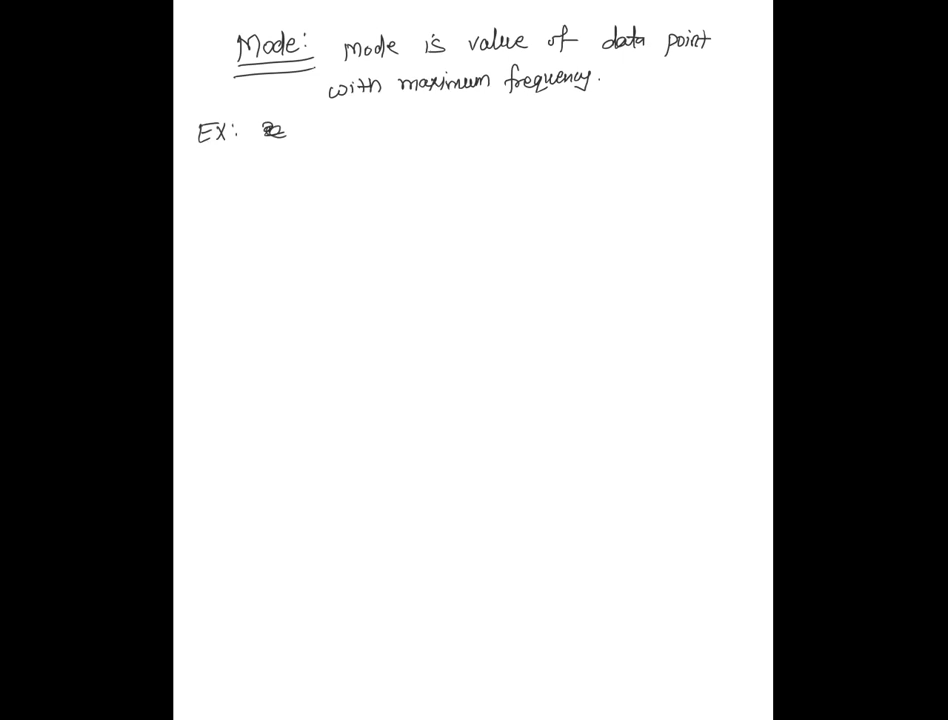 Mode: Mode is value of data point
with maximum frequency.
EX: